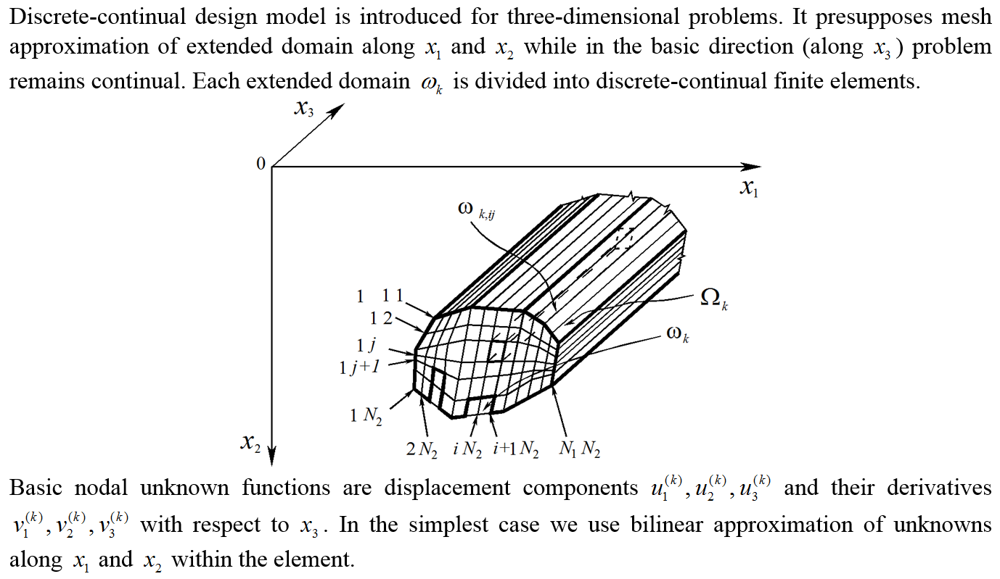 Discrete-continual design model is introduced for three-dimensional problems. It presupposes mesh
approximation of extended domain along x₁ and x₂ while in the basic direction (along x₃) problem
remains continual. Each extended domain ωₖ is divided into discrete-continual finite elements.
x₃
0
x₁
ω k,ij
1 1 1
1 2
Ωₖ
ωₖ
1 j
1 j+1
1 N₂
x₂
2 N₂ i N₂ i+1 N₂ N₁ N₂
Basic nodal unknown functions are displacement components u₁⁽ᵏ⁾, u₂⁽ᵏ⁾, u₃⁽ᵏ⁾ and their derivatives
v₁⁽ᵏ⁾, v₂⁽ᵏ⁾, v₃⁽ᵏ⁾ with respect to x₃. In the simplest case we use bilinear approximation of unknowns
along x₁ and x₂ within the element.